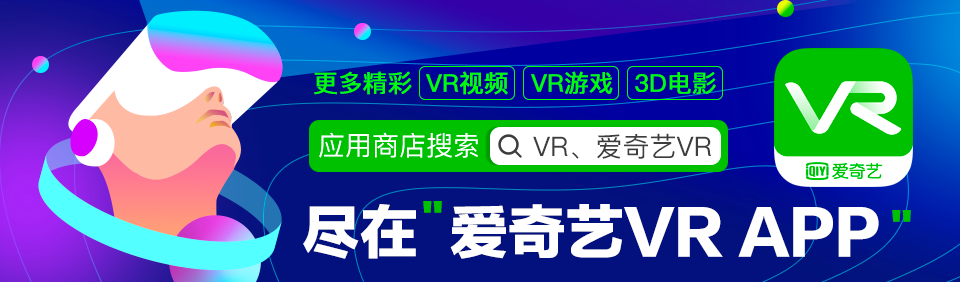 更多精彩 VR视频 VR游戏 3D电影
应用商店搜索 VR、爱奇艺VR
尽在"爱奇艺VR APP"
VR
QIY 爱奇艺